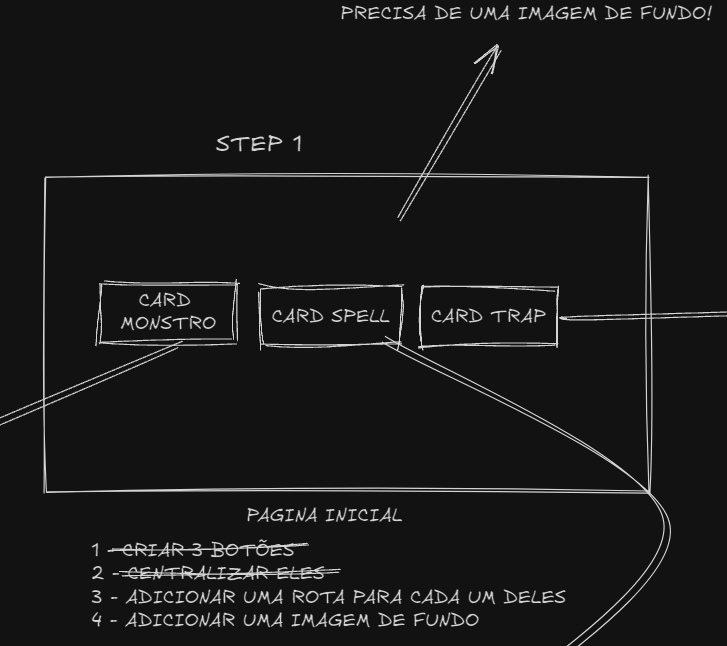 PRECISA DE UMA IMAGEM DE FUNDO!
STEP 1
CARD
MONSTRO
CARD SPELL
CARD TRAP
PAGINA INICIAL
1 - CRIAR 3 BOTÕES
2 - CENTRALIZAR ELES
3 - ADICIONAR UMA ROTA PARA CADA UM DELES
4 - ADICIONAR UMA IMAGEM DE FUNDO